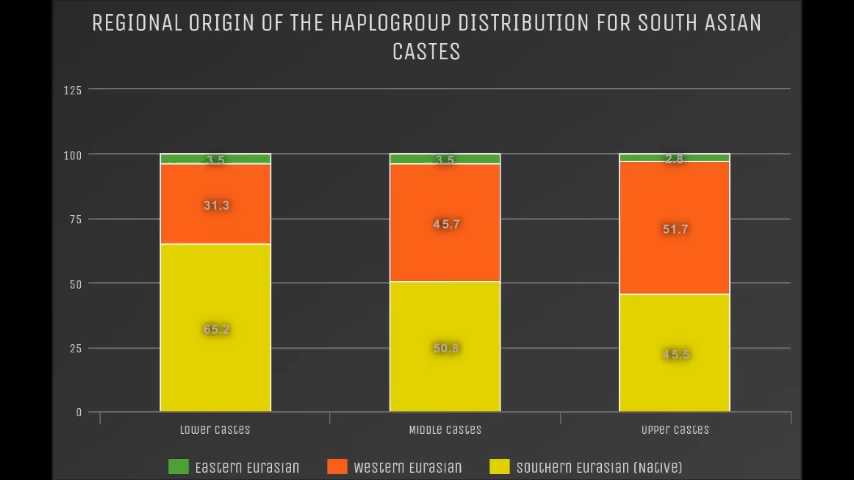 REGIONAL ORIGIN OF THE HAPLOGROUP DISTRIBUTION FOR SOUTH ASIAN
CASTES
125
100
75
50
25
0
3.5
3.5
2.8
31.3
45.7
51.7
65.2
50.8
45.5
Lower Castes
Middle Castes
Upper Castes
Eastern Eurasian
Western Eurasian
Southern Eurasian (Native)